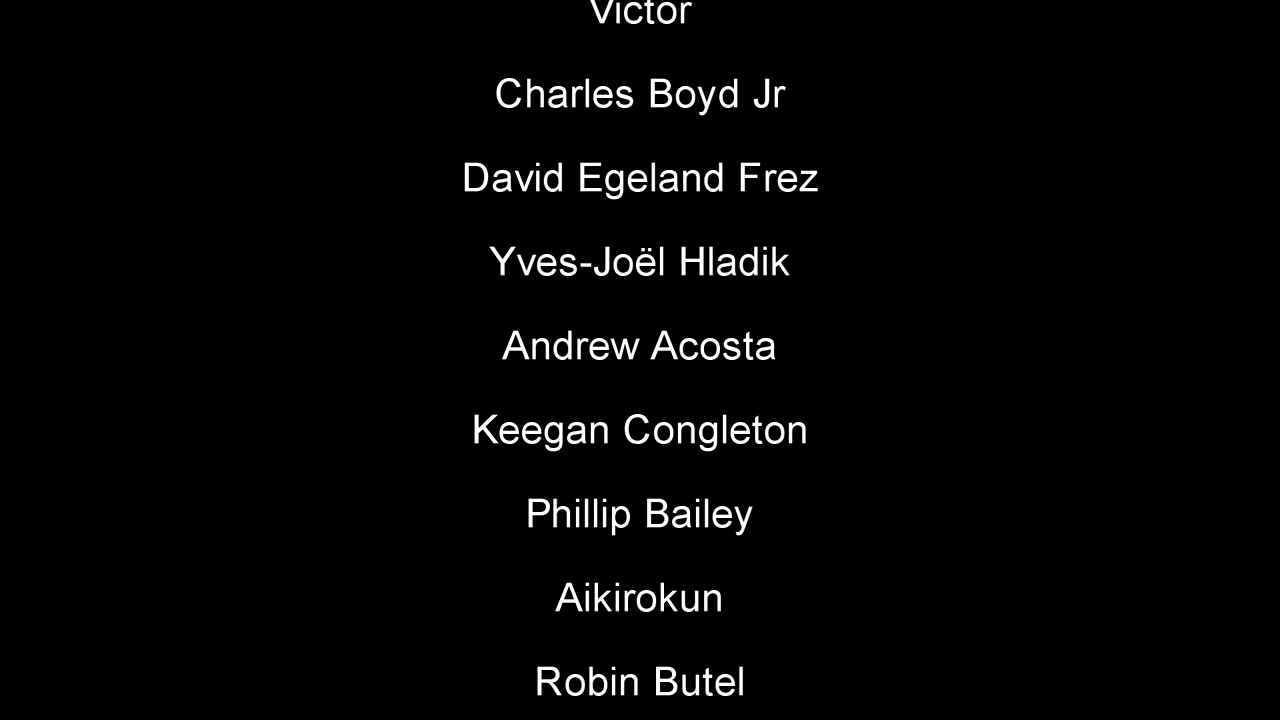 Victor
Charles Boyd Jr
David Egeland Frez
Yves-Joël Hladik
Andrew Acosta
Keegan Congleton
Phillip Bailey
Aikirokun
Robin Butel